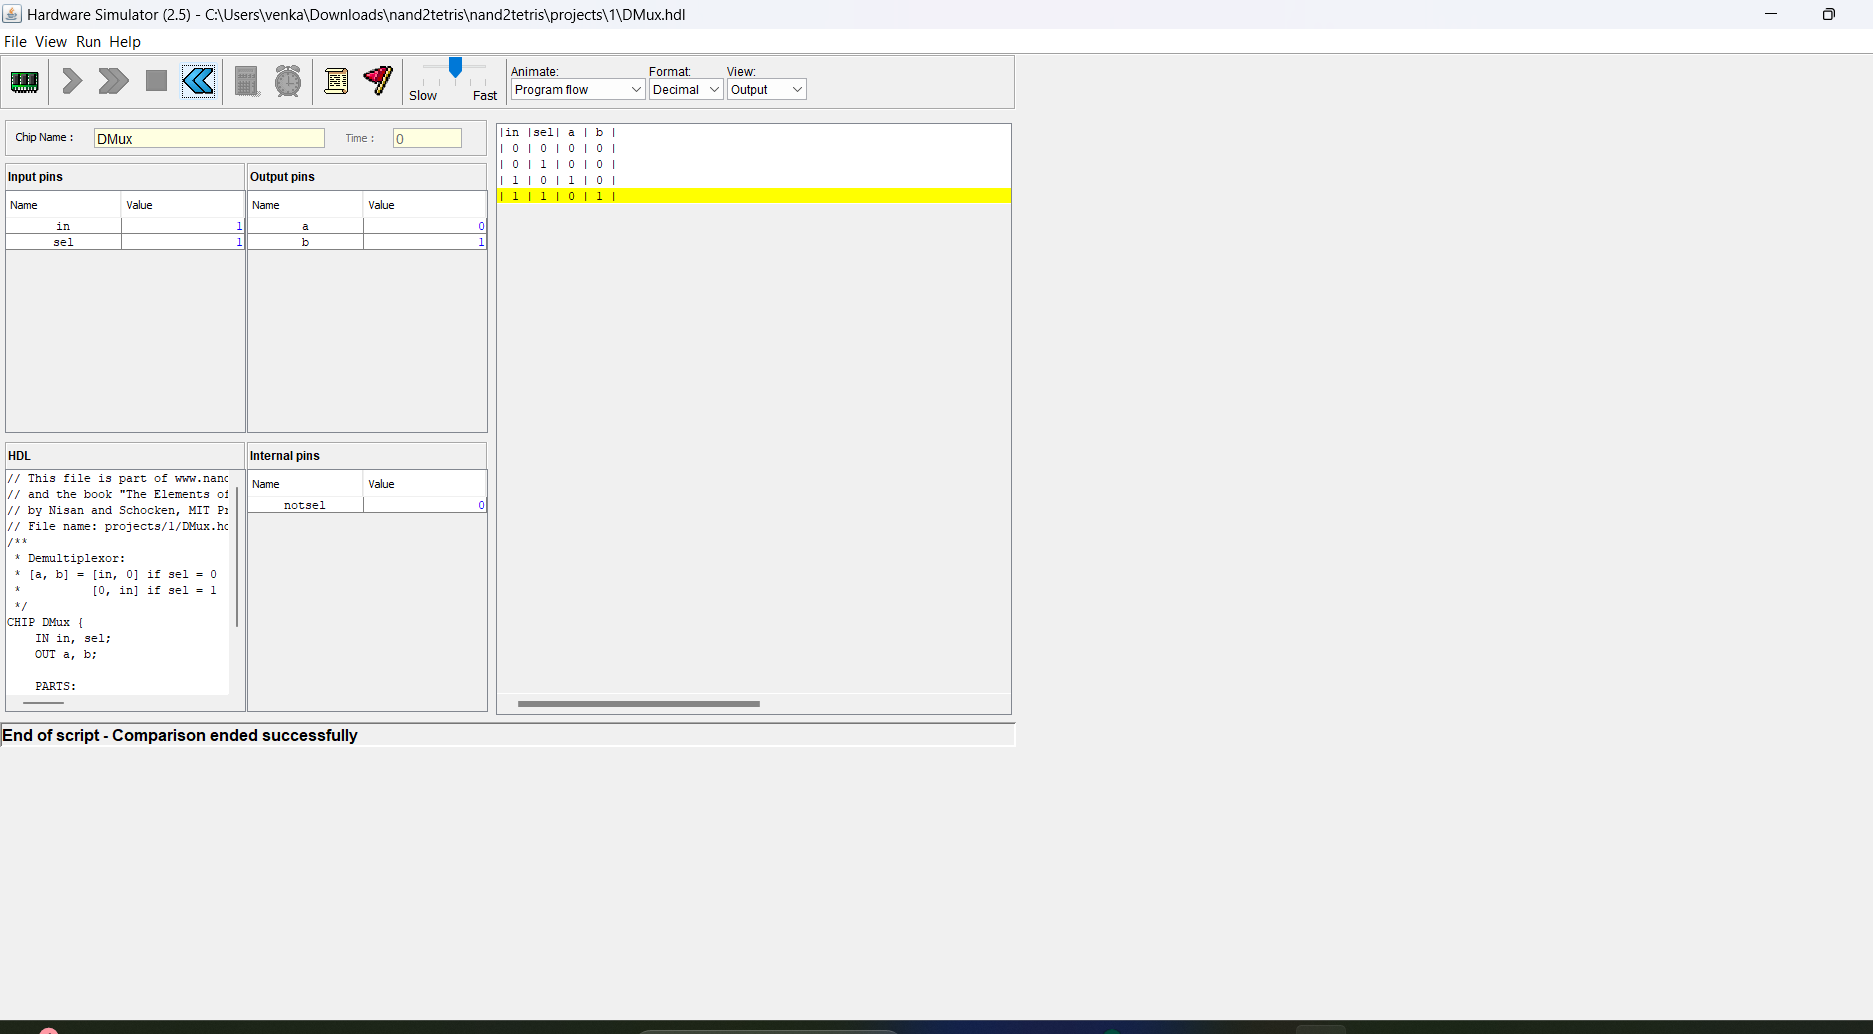 Hardware Simulator (2.5) - C:\Users\venka\Downloads\nand2tetris\nand2tetris\projects\1\DMux.hdl
File View Run Help
Slow Fast
Animate: Format: View:
Program flow Decimal Output
Chip Name : DMux Time : 0
Input pins
Name Value
in 1
sel 1
Output pins
Name Value
a 0
b 1
HDL
// This file is part of www.nand
// and the book "The Elements of
// by Nisan and Schocken, MIT Pr
// File name: projects/1/DMux.hd
/**
* Demultiplexor:
* [a, b] = [in, 0] if sel = 0
* [0, in] if sel = 1
*/
CHIP DMux {
IN in, sel;
OUT a, b;
PARTS:
Internal pins
Name Value
notsel 0
|in |sel| a | b |
| 0 | 0 | 0 | 0 |
| 0 | 1 | 0 | 0 |
| 1 | 0 | 1 | 0 |
| 1 | 1 | 0 | 1 |
End of script - Comparison ended successfully